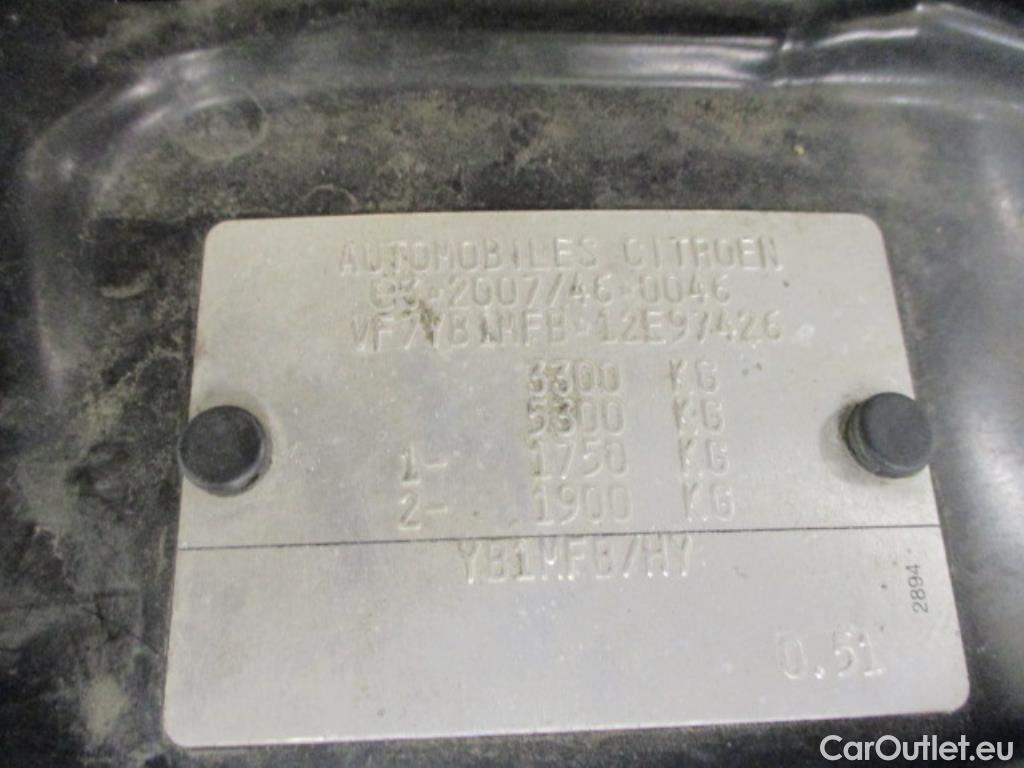 AUTOMOBILES CITROEN
e3*2007/46*0046
VF7YB1MFB-12E97426
3300 KG
5300 KG
1- 1750 KG
2- 1900 KG
YB1MFB/HY
2894
0.51
CarOutlet.eu